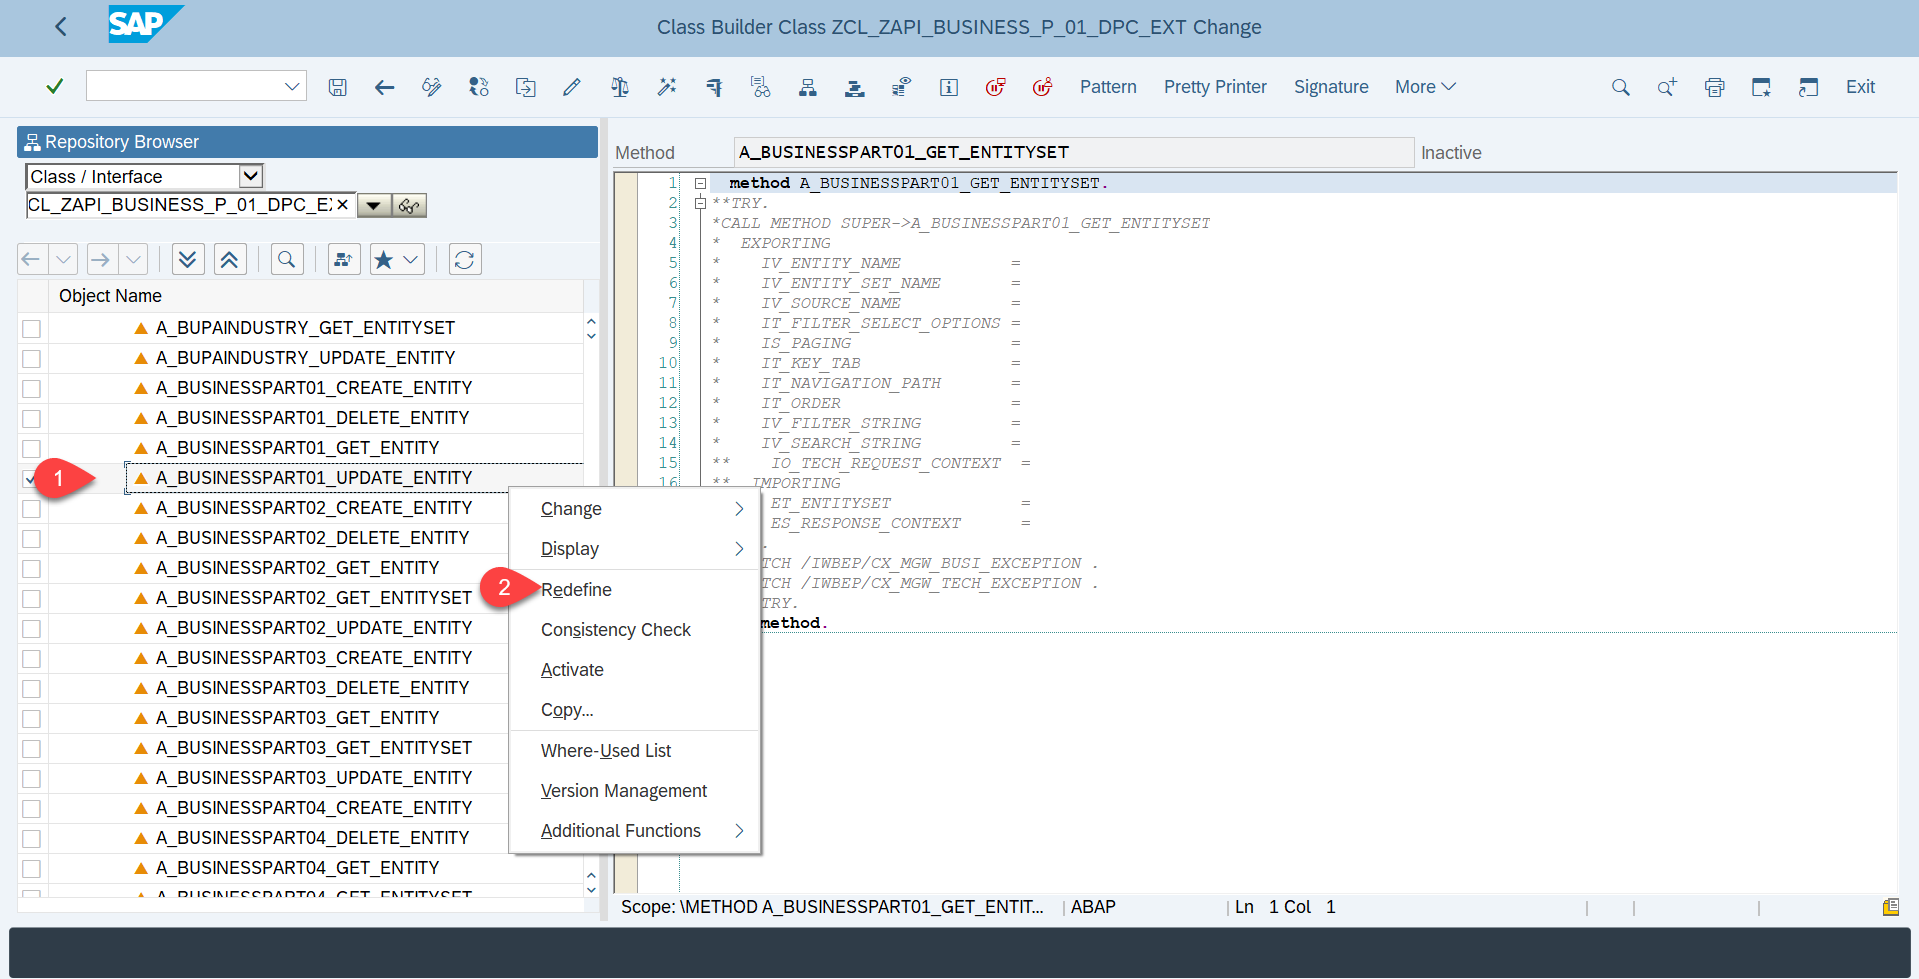 SAP
Class Builder Class ZCL_ZAPI_BUSINESS_P_01_DPC_EXT Change
Pattern
Pretty Printer
Signature
More
Exit
Repository Browser
Class / Interface
CL_ZAPI_BUSINESS_P_01_DPC_E
Object Name
A_BUPAINDUSTRY_GET_ENTITYSET
A_BUPAINDUSTRY_UPDATE_ENTITY
A_BUSINESSPART01_CREATE_ENTITY
A_BUSINESSPART01_DELETE_ENTITY
A_BUSINESSPART01_GET_ENTITY
1
A_BUSINESSPART01_UPDATE_ENTITY
A_BUSINESSPART02_CREATE_ENTITY
A_BUSINESSPART02_DELETE_ENTITY
A_BUSINESSPART02_GET_ENTITY
A_BUSINESSPART02_GET_ENTITYSET
A_BUSINESSPART02_UPDATE_ENTITY
A_BUSINESSPART03_CREATE_ENTITY
A_BUSINESSPART03_DELETE_ENTITY
A_BUSINESSPART03_GET_ENTITY
A_BUSINESSPART03_GET_ENTITYSET
A_BUSINESSPART03_UPDATE_ENTITY
A_BUSINESSPART04_CREATE_ENTITY
A_BUSINESSPART04_DELETE_ENTITY
A_BUSINESSPART04_GET_ENTITY
A_BUSINESSPART04_GET_ENTITYSET
Change
Display
2
Redefine
Consistency Check
Activate
Copy...
Where-Used List
Version Management
Additional Functions
Method A_BUSINESSPART01_GET_ENTITYSET Inactive
1 method A_BUSINESSPART01_GET_ENTITYSET.
2 **TRY.
3 *CALL METHOD SUPER->A_BUSINESSPART01_GET_ENTITYSET
4 * EXPORTING
5 * IV_ENTITY_NAME =
6 * IV_ENTITY_SET_NAME =
7 * IV_SOURCE_NAME =
8 * IT_FILTER_SELECT_OPTIONS =
9 * IS_PAGING =
10 * IT_KEY_TAB =
11 * IT_NAVIGATION_PATH =
12 * IT_ORDER =
13 * IV_FILTER_STRING =
14 * IV_SEARCH_STRING =
15 ** IO_TECH_REQUEST_CONTEXT =
16 ** IMPORTING
ET_ENTITYSET =
ES_RESPONSE_CONTEXT =
.
TCH /IWBEP/CX_MGW_BUSI_EXCEPTION .
TCH /IWBEP/CX_MGW_TECH_EXCEPTION .
TRY.
method.
Scope: \METHOD A_BUSINESSPART01_GET_ENTIT... ABAP Ln 1 Col 1